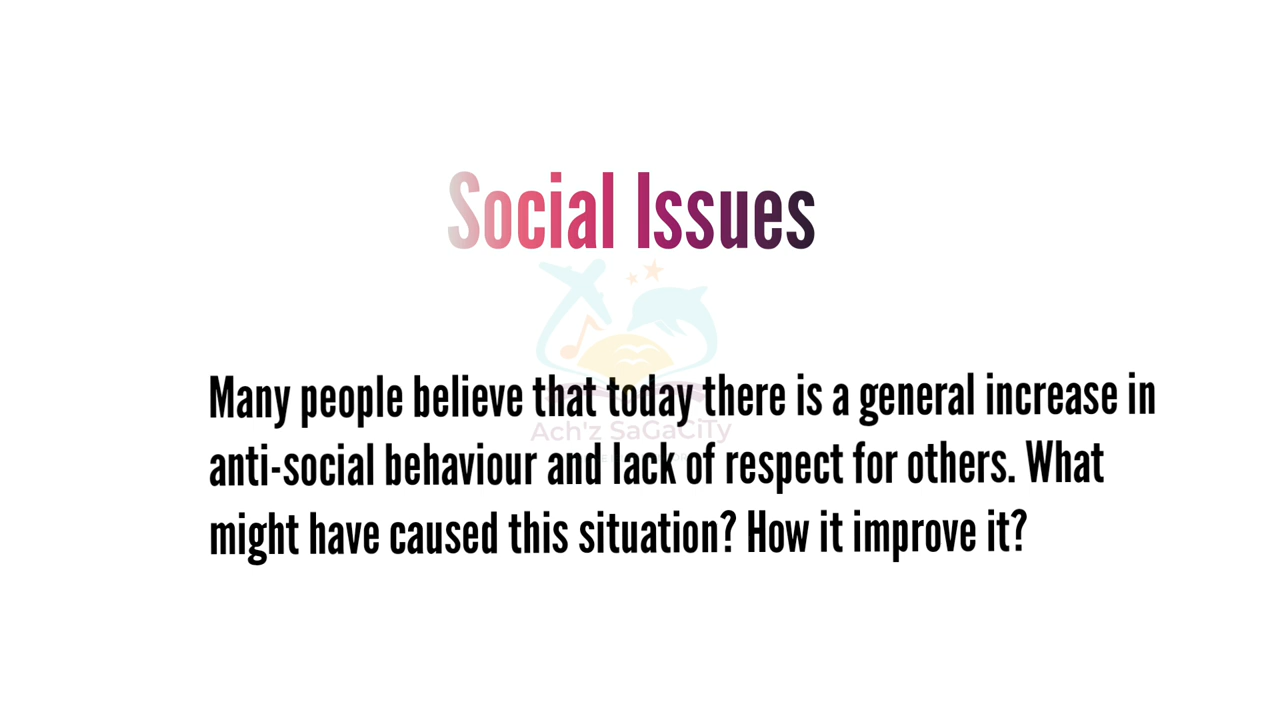 Social Issues
Many people believe that today there is a general increase in
Ach'z SaGaCiTy
anti-social behaviour and lack of respect for others. What
might have caused this situation? How it improve it?